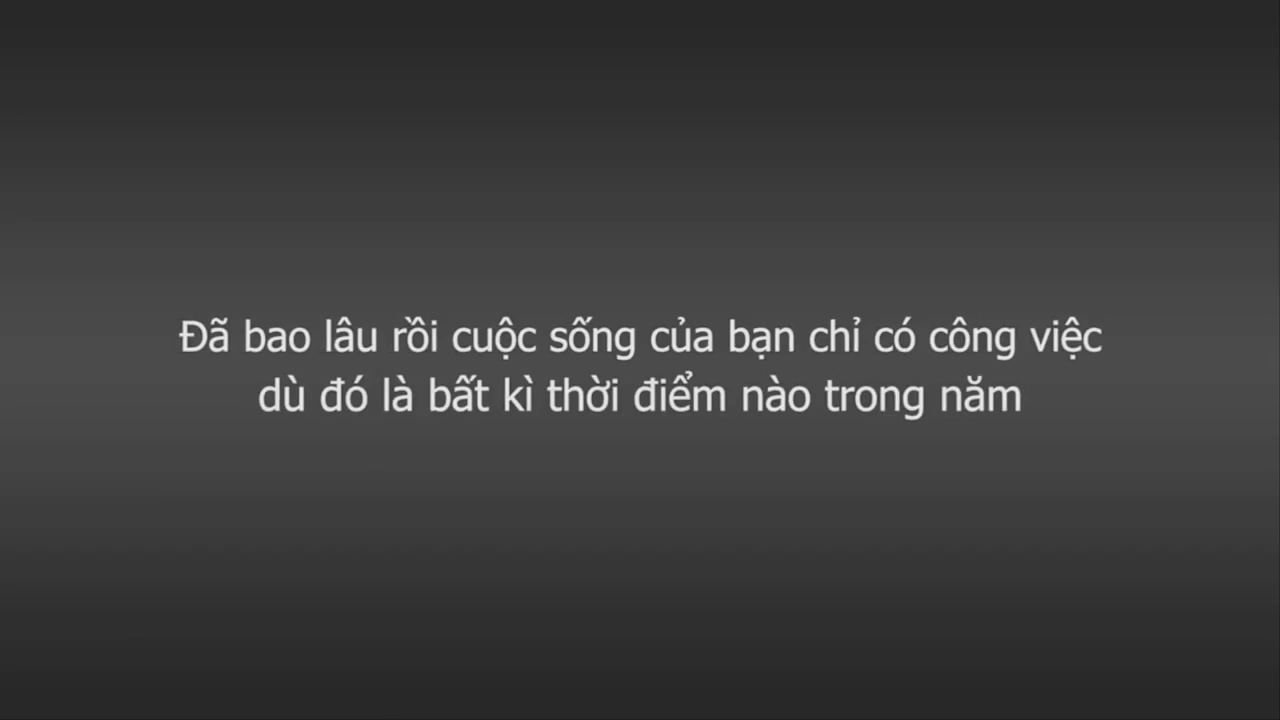 Đã bao lâu rồi cuộc sống của bạn chỉ có công việc
dù đó là bất kì thời điểm nào trong năm